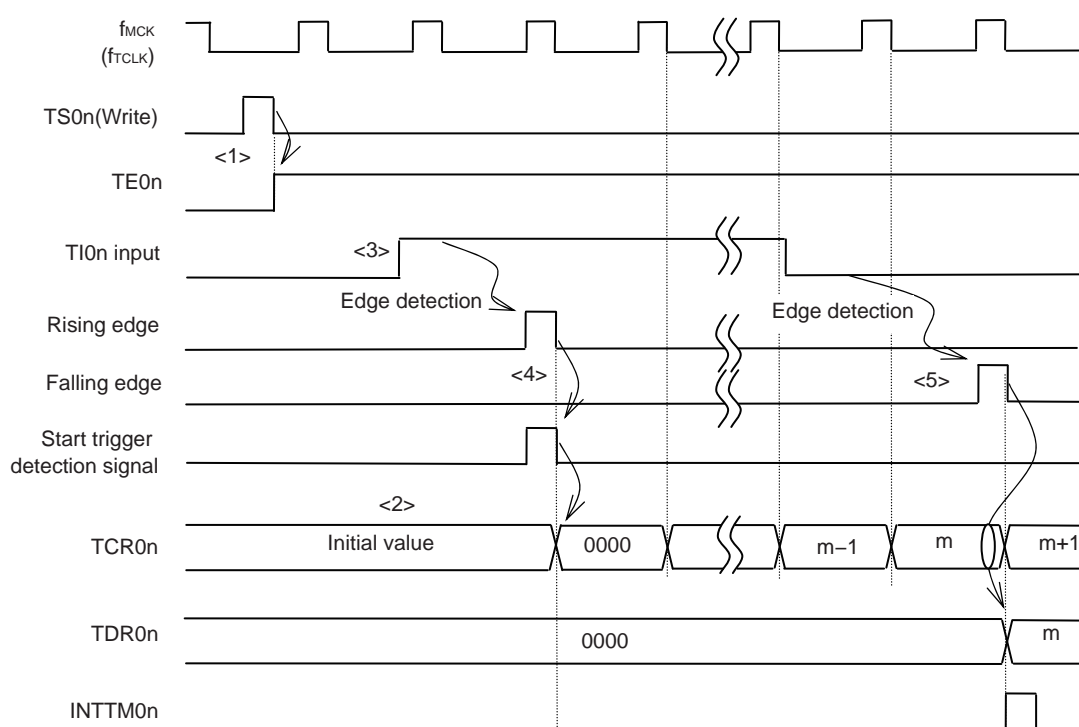 fMCK
(fTCLK)
TS0n(Write)
<1>
TE0n
TI0n input
<3>
Edge detection
Edge detection
Rising edge
<4>
Falling edge
<5>
Start trigger
detection signal
<2>
TCR0n
Initial value
0000
m−1
m
m+1
TDR0n
0000
m
INTTM0n